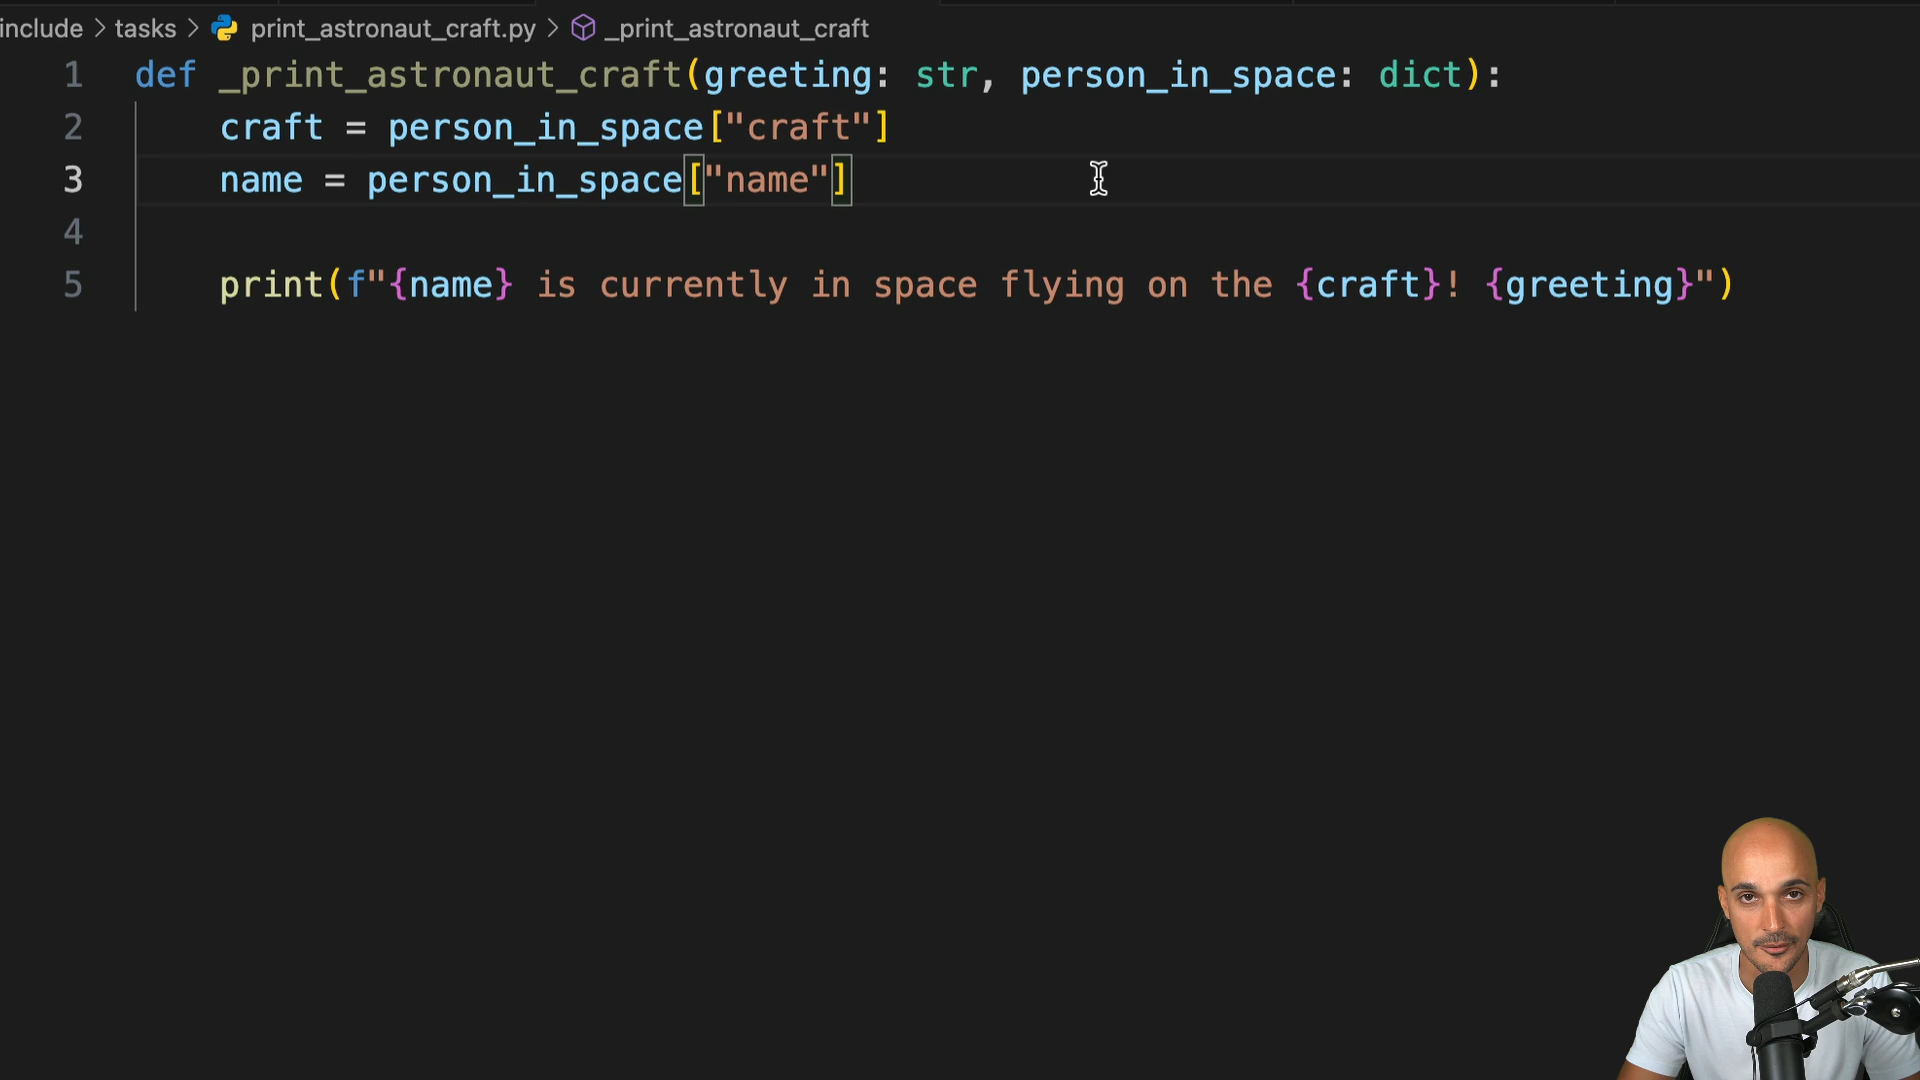 include > tasks > print_astronaut_craft.py > _print_astronaut_craft
1 def _print_astronaut_craft(greeting: str, person_in_space: dict):
2 craft = person_in_space["craft"]
3 name = person_in_space["name"]
4
5 print(f"{name} is currently in space flying on the {craft}! {greeting}")